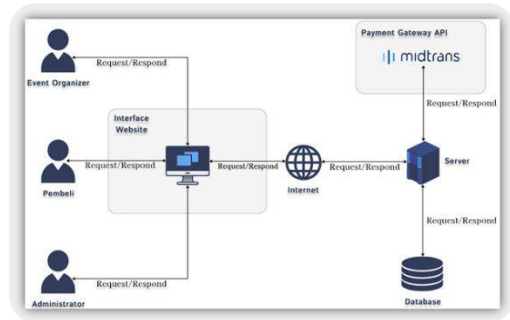 Payment Gateway API
midtrans
Request/Respond
Event Organizer
Request/Respond
Interface
Website
Request/Respond
Request/Respond
Request/Respond
Server
Pembeli
Internet
Request/Respond
Request/Respond
Administrator
Database